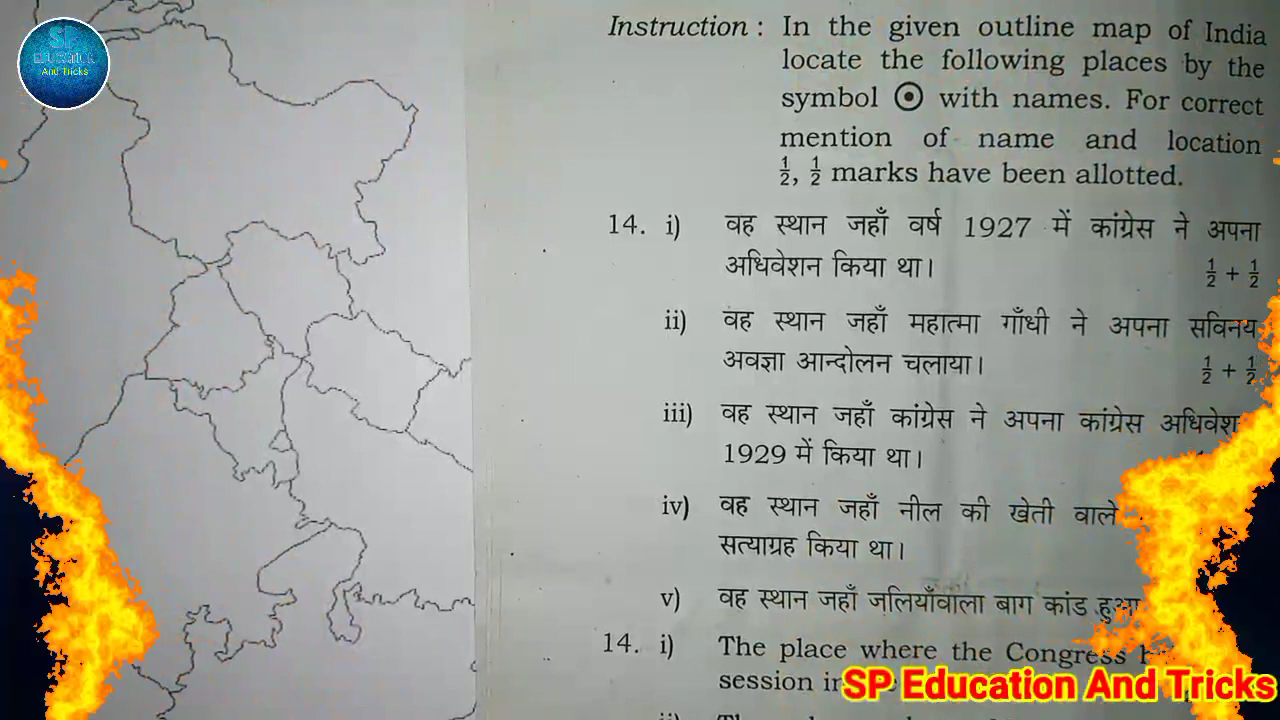 SP
EDUCATION
And Tricks
Instruction : In the given outline map of India
locate the following places by the
symbol ⊙ with names. For correct
mention of name and location
½, ½ marks have been allotted.
14. i) वह स्थान जहाँ वर्ष 1927 में कांग्रेस ने अपना
अधिवेशन किया था। ½ + ½
ii) वह स्थान जहाँ महात्मा गाँधी ने अपना सविनय
अवज्ञा आन्दोलन चलाया। ½ + ½
iii) वह स्थान जहाँ कांग्रेस ने अपना कांग्रेस
1929 में किया था।
iv) वह स्थान जहाँ नील की खेती वाले
सत्याग्रह किया था।
v) वह स्थान जहाँ जलियाँवाला बाग कांड हुआ
14. i) The place where the Congress
session
SP Education And Tricks